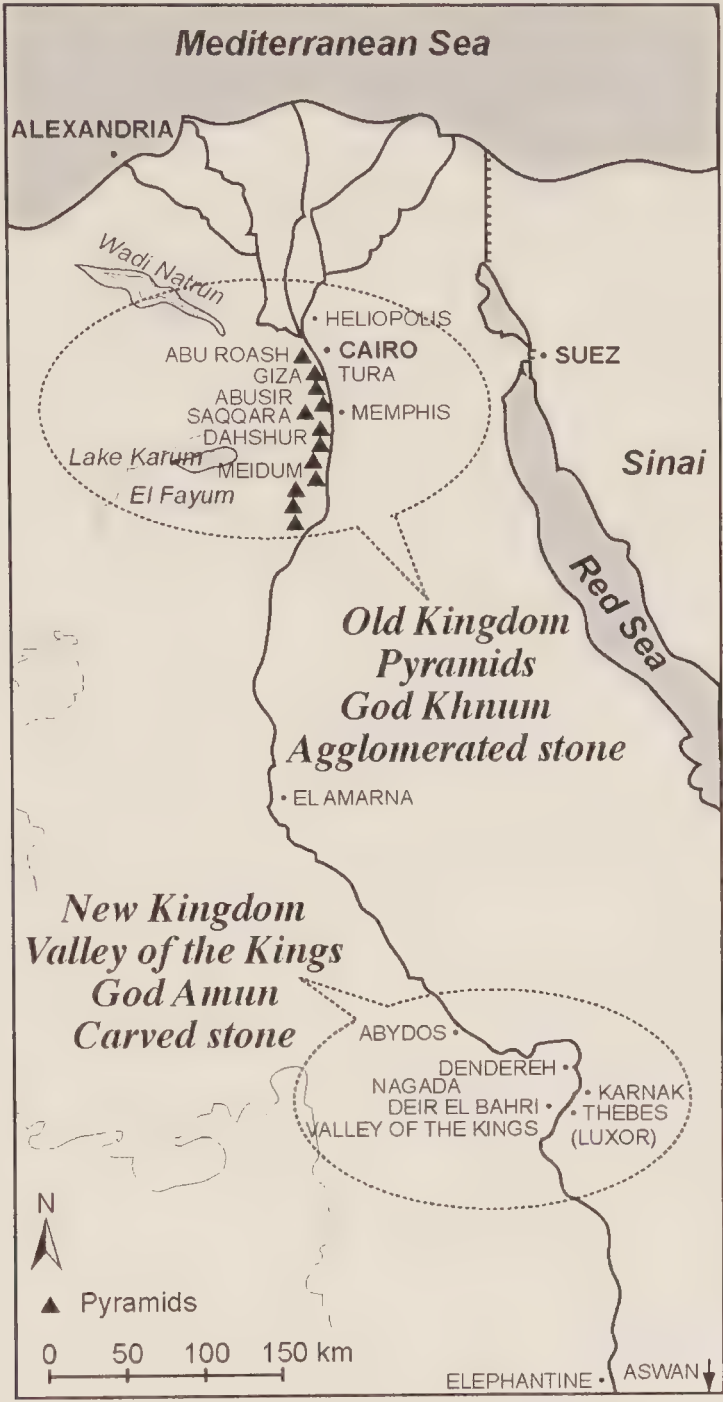 Mediterranean Sea
ALEXANDRIA
Wadi Natrun
HELIOPOLIS
ABU ROASH
CAIRO
SUEZ
GIZA
TURA
ABUSIR
SAQQARA
MEMPHIS
DAHSHUR
Lake Karum
MEIDUM
Sinai
El Fayum
Red Sea
Old Kingdom
Pyramids
God Khnum
Agglomerated stone
EL AMARNA
New Kingdom
Valley of the Kings
God Amun
Carved stone
ABYDOS
DENDEREH
NAGADA
KARNAK
DEIR EL BAHRI
THEBES
VALLEY OF THE KINGS
(LUXOR)
N
Pyramids
0 50 100 150 km
ELEPHANTINE
ASWAN